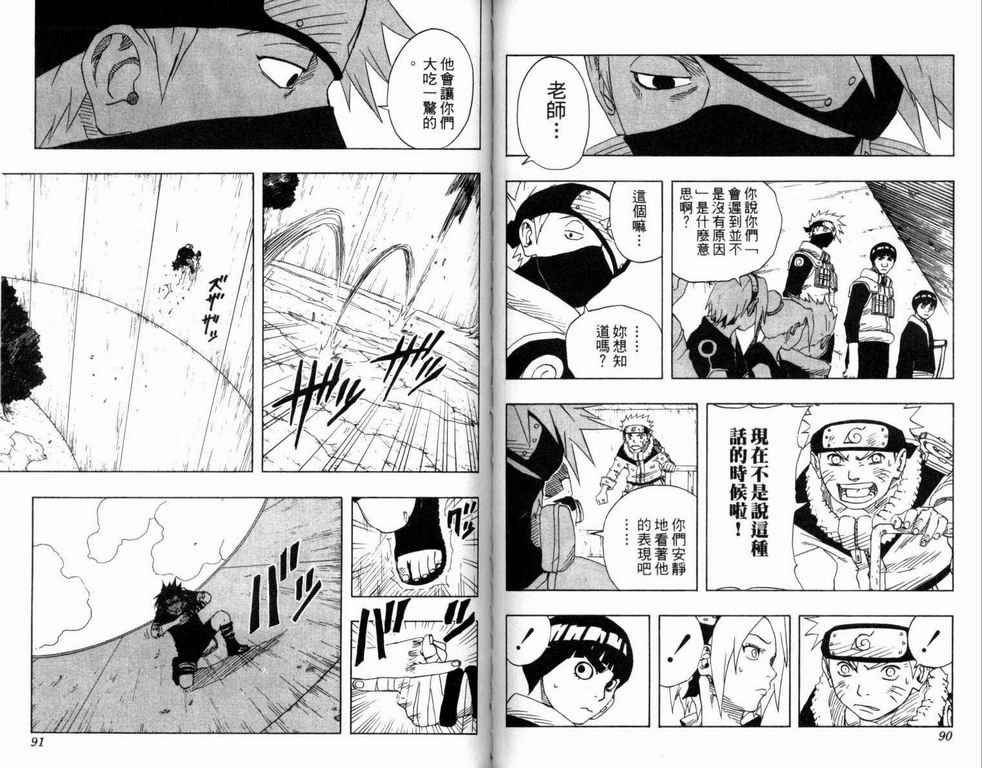 老師…
你說你們「
會遲到並不
是沒有原因
」是什麼意
思啊？
這個嘛…
……
妳想知
道嗎？
現在不是說這種
話的時候啦！
你們安靜
地看著他
的表現吧
……
！
！
！
90
他會讓你們
大吃一驚的
。
ザザッ
ザザッ
ズザザッ
グッ
バッ
バッ
91